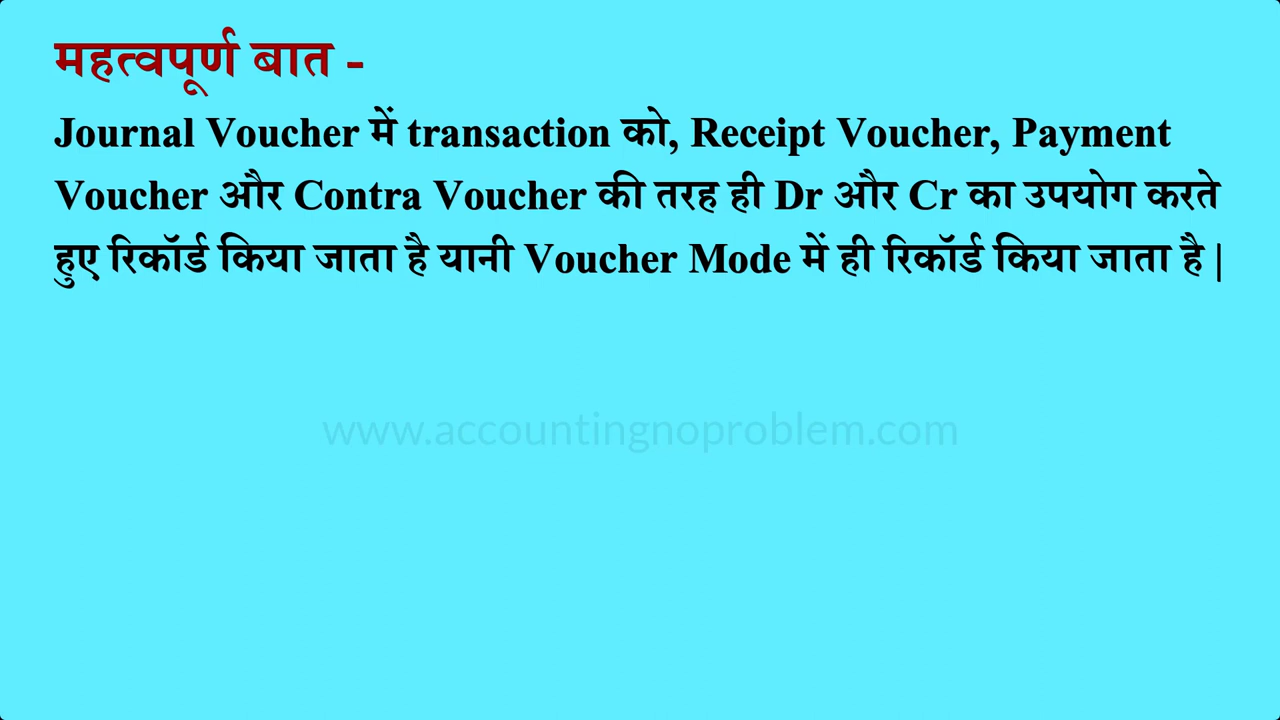 महत्वपूर्ण बात -
Journal Voucher में transaction को, Receipt Voucher, Payment
Voucher और Contra Voucher की तरह ही Dr और Cr का उपयोग करते
हुए रिकॉर्ड किया जाता है यानी Voucher Mode में ही रिकॉर्ड किया जाता है |
www.accountingnoproblem.com